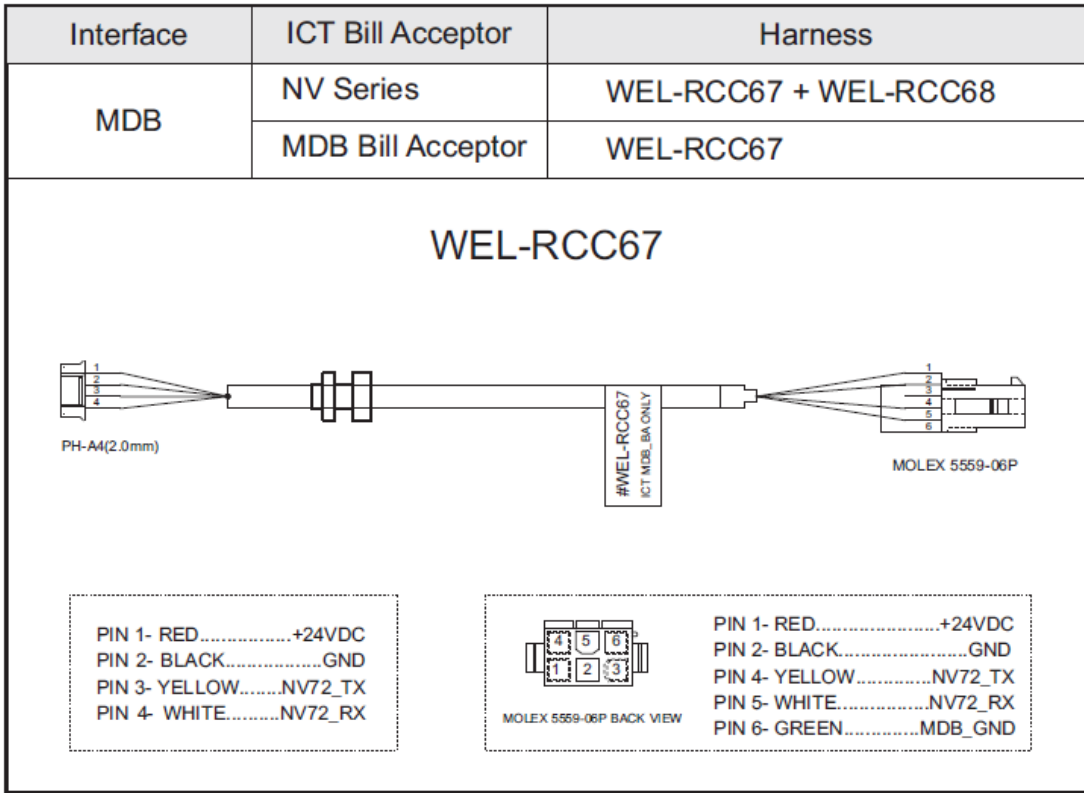 Interface ICT Bill Acceptor Harness
MDB
NV Series WEL-RCC67 + WEL-RCC68
MDB Bill Acceptor WEL-RCC67
WEL-RCC67
1
2
3
4
PH-A4(2.0mm)
#WEL-RCC67
ICT MDB_BA ONLY
1
2
3
4
5
6
MOLEX 5559-06P
PIN 1- RED..................+24VDC
PIN 2- BLACK...................GND
PIN 3- YELLOW........NV72_TX
PIN 4- WHITE..........NV72_RX
4 5 6
1 2 3
MOLEX 5559-06P BACK VIEW
PIN 1- RED........................+24VDC
PIN 2- BLACK.........................GND
PIN 4- YELLOW...............NV72_TX
PIN 5- WHITE..................NV72_RX
PIN 6- GREEN..............MDB_GND